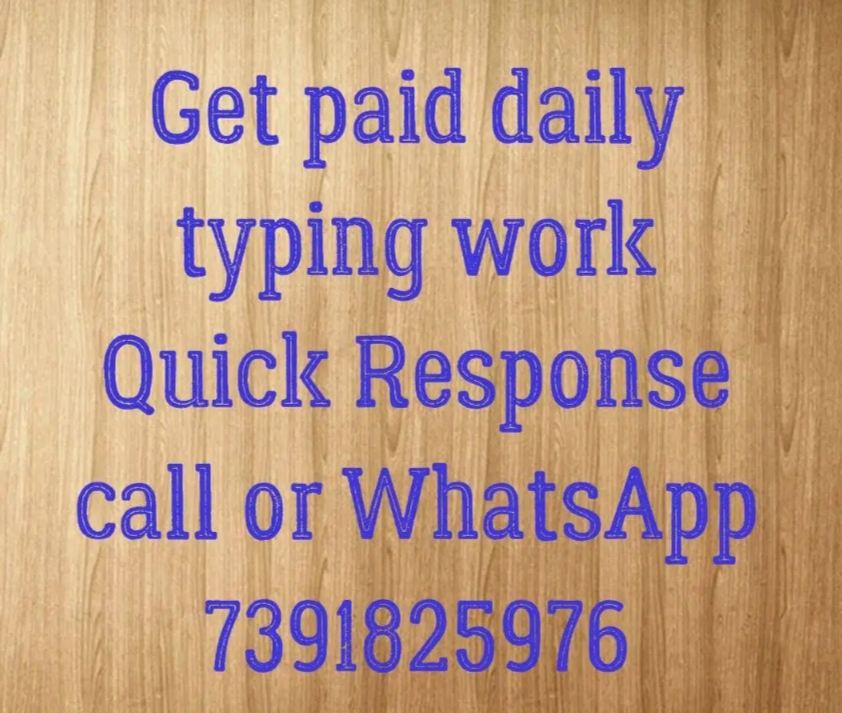 Get paid daily
typing work
Quick Response
call or WhatsApp
7391825976